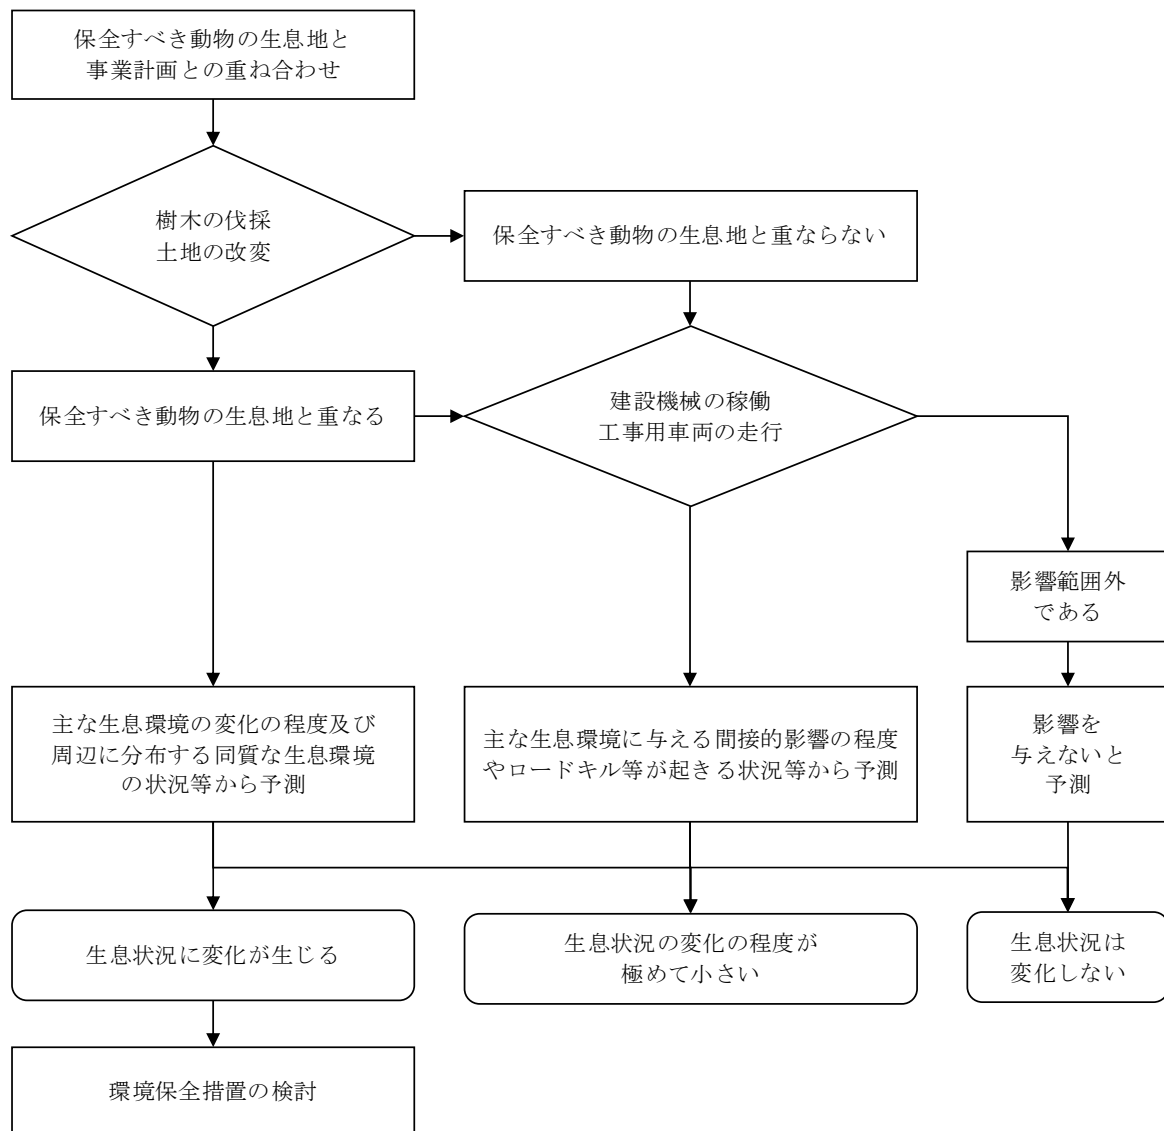 保全すべき動物の生息地と
事業計画との重ね合わせ
樹木の伐採
土地の改変
保全すべき動物の生息地と重ならない
保全すべき動物の生息地と重なる
建設機械の稼働
工事用車両の走行
影響範囲外
である
主な生息環境の変化の程度及び
周辺に分布する同質な生息環境
の状況等から予測
主な生息環境に与える間接的影響の程度
やロードキル等が起きる状況等から予測
影響を
与えないと
予測
生息状況に変化が生じる
生息状況の変化の程度が
極めて小さい
生息状況は
変化しない
環境保全措置の検討